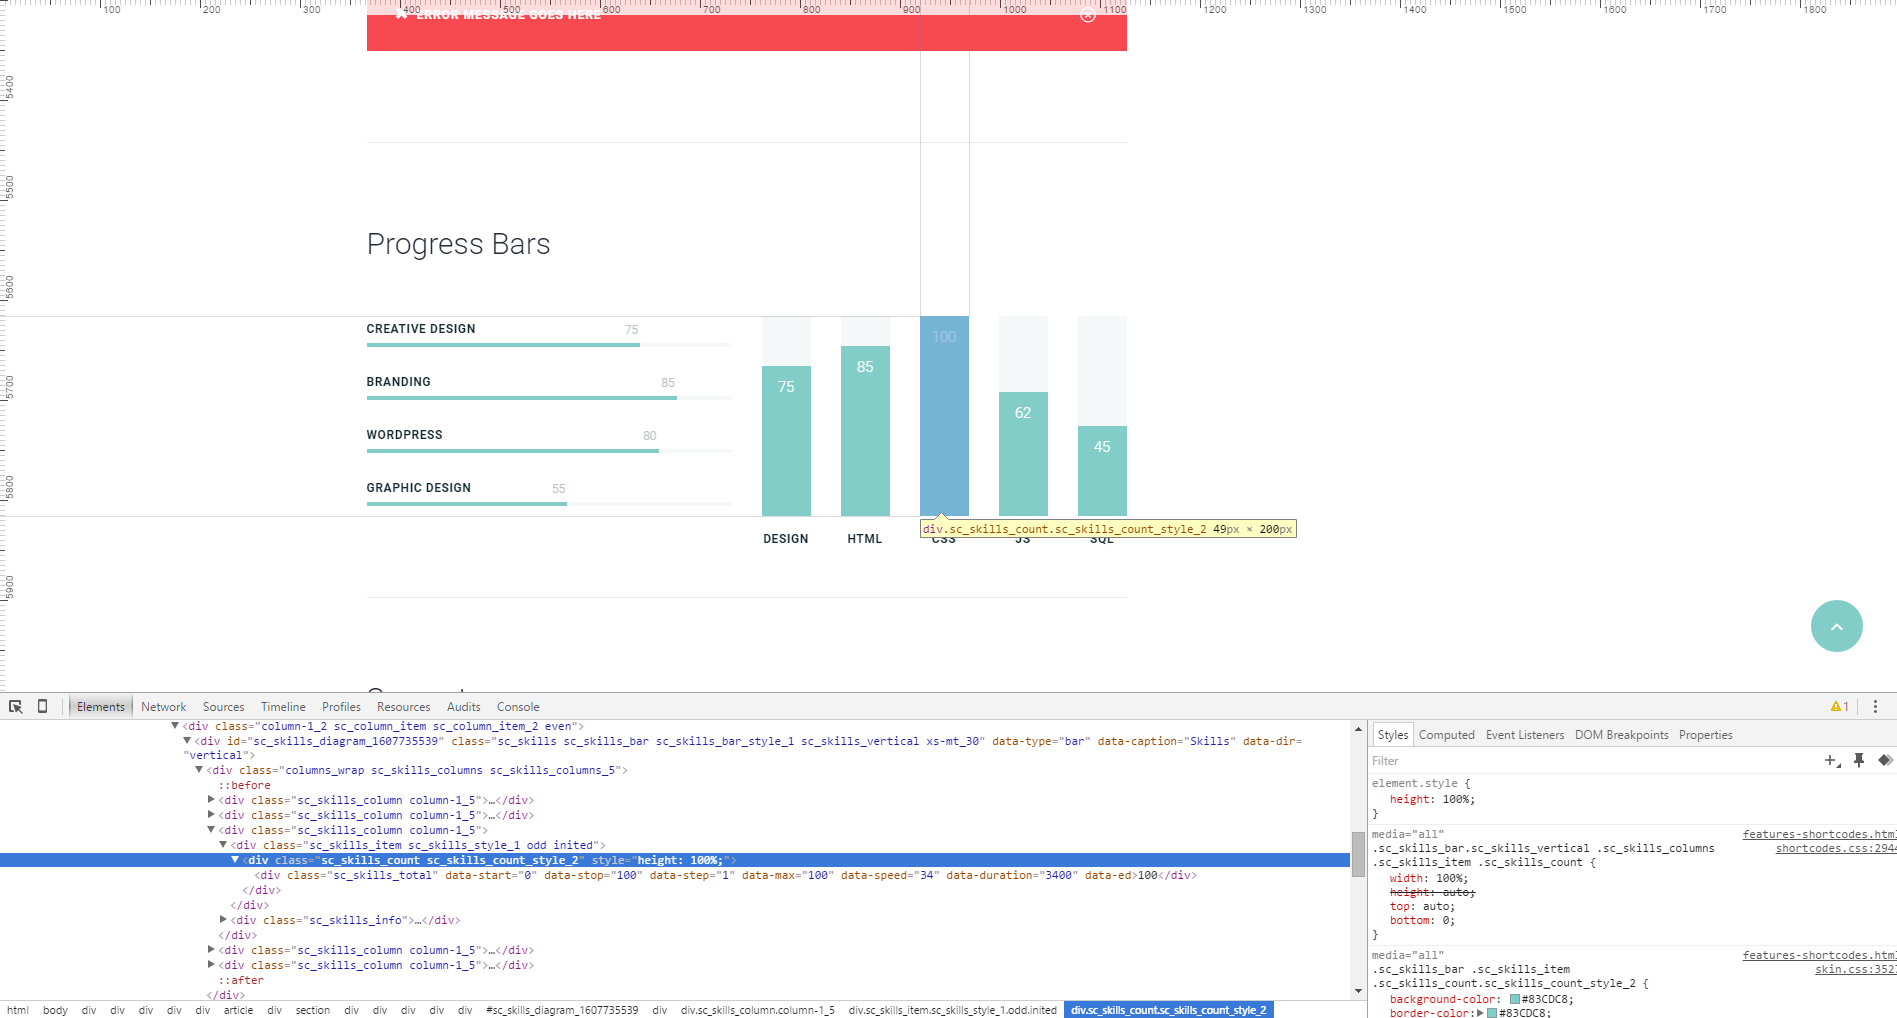 100 200 300 400 500 600 700 800 900 1000 1100 1200 1300 1400 1500 1600 1700 1800
ERROR MESSAGE GOES HERE
5400
5500
5600
5700
5800
5900
Progress Bars
CREATIVE DESIGN 75
BRANDING 85
WORDPRESS 80
GRAPHIC DESIGN 55
75 85 100 62 45
DESIGN HTML CSS JS SQL
div.sc_skills_count.sc_skills_count_style_2 49px × 200px
Elements Network Sources Timeline Profiles Resources Audits Console 1
<div class="column-1_2 sc_column_item sc_column_item_2 even">
<div id="sc_skills_diagram_1607735539" class="sc_skills sc_skills_bar sc_skills_bar_style_1 sc_skills_vertical xs-mt_30" data-type="bar" data-caption="Skills" data-dir=
"vertical">
<div class="columns_wrap sc_skills_columns sc_skills_columns_5">
::before
<div class="sc_skills_column column-1_5">…</div>
<div class="sc_skills_column column-1_5">…</div>
<div class="sc_skills_column column-1_5">
<div class="sc_skills_item sc_skills_style_1 odd inited">
<div class="sc_skills_count sc_skills_count_style_2" style="height: 100%;">
<div class="sc_skills_total" data-start="0" data-stop="100" data-step="1" data-max="100" data-speed="34" data-duration="3400" data-ed>100</div>
</div>
</div>
<div class="sc_skills_info">…</div>
</div>
<div class="sc_skills_column column-1_5">…</div>
<div class="sc_skills_column column-1_5">…</div>
::after
</div>
html body div div div div div article div section div div div div #sc_skills_diagram_1607735539 div div.sc_skills_column.column-1_5 div.sc_skills_item.sc_skills_style_1.odd.inited div.sc_skills_count.sc_skills_count_style_2
Styles Computed Event Listeners DOM Breakpoints Properties
Filter
element.style {
height: 100%;
}
media="all" features-shortcodes.html
.sc_skills_bar.sc_skills_vertical .sc_skills_columns shortcodes.css:2944
.sc_skills_item .sc_skills_count {
width: 100%;
height: auto;
top: auto;
bottom: 0;
}
media="all" features-shortcodes.html
.sc_skills_bar .sc_skills_item skin.css:3527
.sc_skills_count.sc_skills_count_style_2 {
background-color: #83CDC8;
border-color: #83CDC8;